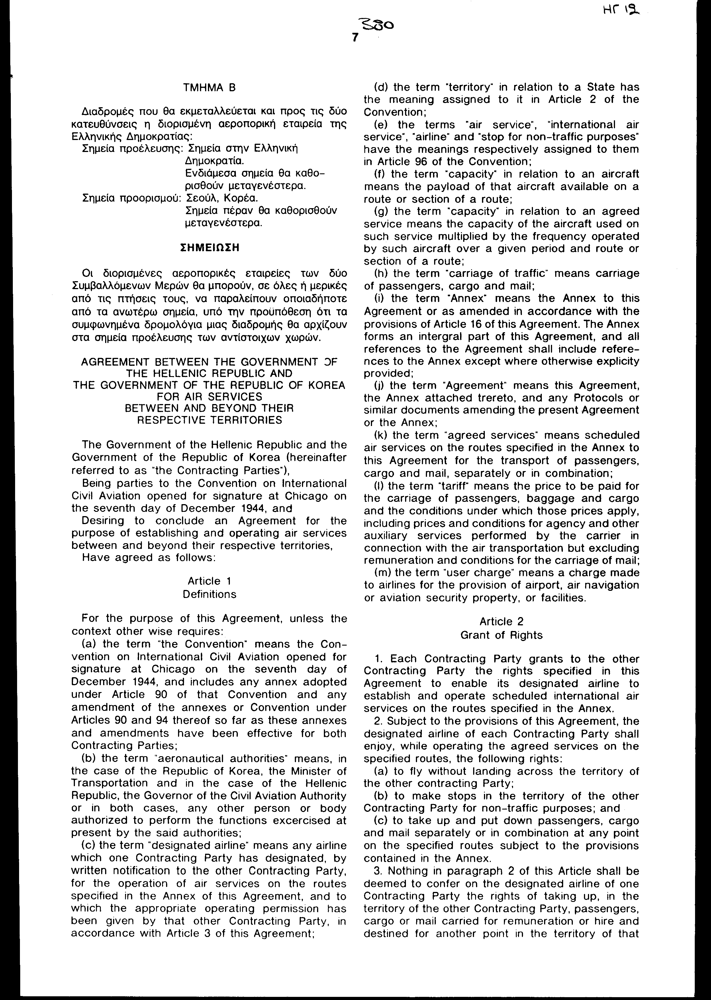 ΗΓ 12
380
7
ΤΜΗΜΑ Β
Διαδρομές που θα εκμεταλλεύεται και προς τις δύο
κατευθύνσεις η διορισμένη αεροπορική εταιρεία της
Ελληνικής Δημοκρατίας:
Σημεία προέλευσης: Σημεία στην Ελληνική
Δημοκρατία.
Ενδιάμεσα σημεία θα καθο-
ρισθούν μεταγενέστερα.
Σημεία προορισμού: Σεούλ, Κορέα.
Σημεία πέραν θα καθορισθούν
μεταγενέστερα.
ΣΗΜΕΙΩΣΗ
Οι διορισμένες αεροπορικές εταιρείες των δύο
Συμβαλλόμενων Μερών θα μπορούν, σε όλες ή μερικές
από τις πτήσεις τους, να παραλείπουν οποιαδήποτε
από τα ανωτέρω σημεία, υπό την προϋπόθεση ότι τα
συμφωνημένα δρομολόγια μιας διαδρομής θα αρχίζουν
στα σημεία προέλευσης των αντίστοιχων χωρών.
AGREEMENT BETWEEN THE GOVERNMENT OF
THE HELLENIC REPUBLIC AND
THE GOVERNMENT OF THE REPUBLIC OF KOREA
FOR AIR SERVICES
BETWEEN AND BEYOND THEIR
RESPECTIVE TERRITORIES
The Government of the Hellenic Republic and the
Government of the Republic of Korea (hereinafter
referred to as "the Contracting Parties"),
Being parties to the Convention on International
Civil Aviation opened for signature at Chicago on
the seventh day of December 1944, and
Desiring to conclude an Agreement for the
purpose of establishing and operating air services
between and beyond their respective territories,
Have agreed as follows:
Article 1
Definitions
For the purpose of this Agreement, unless the
context other wise requires:
(a) the term "the Convention" means the Con-
vention on International Civil Aviation opened for
signature at Chicago on the seventh day of
December 1944, and includes any annex adopted
under Article 90 of that Convention and any
amendment of the annexes or Convention under
Articles 90 and 94 thereof so far as these annexes
and amendments have been effective for both
Contracting Parties;
(b) the term "aeronautical authorities" means, in
the case of the Republic of Korea, the Minister of
Transportation and in the case of the Hellenic
Republic, the Governor of the Civil Aviation Authority
or in both cases, any other person or body
authorized to perform the functions excercised at
present by the said authorities;
(c) the term "designated airline" means any airline
which one Contracting Party has designated, by
written notification to the other Contracting Party,
for the operation of air services on the routes
specified in the Annex of this Agreement, and to
which the appropriate operating permission has
been given by that other Contracting Party, in
accordance with Article 3 of this Agreement;
(d) the term "territory" in relation to a State has
the meaning assigned to it in Article 2 of the
Convention;
(e) the terms "air service", "international air
service", "airline" and "stop for non-traffic purposes"
have the meanings respectively assigned to them
in Article 96 of the Convention;
(f) the term "capacity" in relation to an aircraft
means the payload of that aircraft available on a
route or section of a route;
(g) the term "capacity" in relation to an agreed
service means the capacity of the aircraft used on
such service multiplied by the frequency operated
by such aircraft over a given period and route or
section of a route;
(h) the term "carriage of traffic" means carriage
of passengers, cargo and mail;
(i) the term "Annex" means the Annex to this
Agreement or as amended in accordance with the
provisions of Article 16 of this Agreement. The Annex
forms an intergral part of this Agreement, and all
references to the Agreement shall include refere-
nces to the Annex except where otherwise explicity
provided;
(j) the term "Agreement" means this Agreement,
the Annex attached trereto, and any Protocols or
similar documents amending the present Agreement
or the Annex;
(k) the term "agreed services" means scheduled
air services on the routes specified in the Annex to
this Agreement for the transport of passengers,
cargo and mail, separately or in combination;
(l) the term "tariff" means the price to be paid for
the carriage of passengers, baggage and cargo
and the conditions under which those prices apply,
including prices and conditions for agency and other
auxiliary services performed by the carrier in
connection with the air transportation but excluding
remuneration and conditions for the carriage of mail;
(m) the term "user charge" means a charge made
to airlines for the provision of airport, air navigation
or aviation security property, or facilities.
Article 2
Grant of Rights
1. Each Contracting Party grants to the other
Contracting Party the rights specified in this
Agreement to enable its designated airline to
establish and operate scheduled international air
services on the routes specified in the Annex.
2. Subject to the provisions of this Agreement, the
designated airline of each Contracting Party shall
enjoy, while operating the agreed services on the
specified routes, the following rights:
(a) to fly without landing across the territory of
the other contracting Party;
(b) to make stops in the territory of the other
Contracting Party for non-traffic purposes; and
(c) to take up and put down passengers, cargo
and mail separately or in combination at any point
on the specified routes subject to the provisions
contained in the Annex.
3. Nothing in paragraph 2 of this Article shall be
deemed to confer on the designated airline of one
Contracting Party the rights of taking up, in the
territory of the other Contracting Party, passengers,
cargo or mail carried for remuneration or hire and
destined for another point in the territory of that